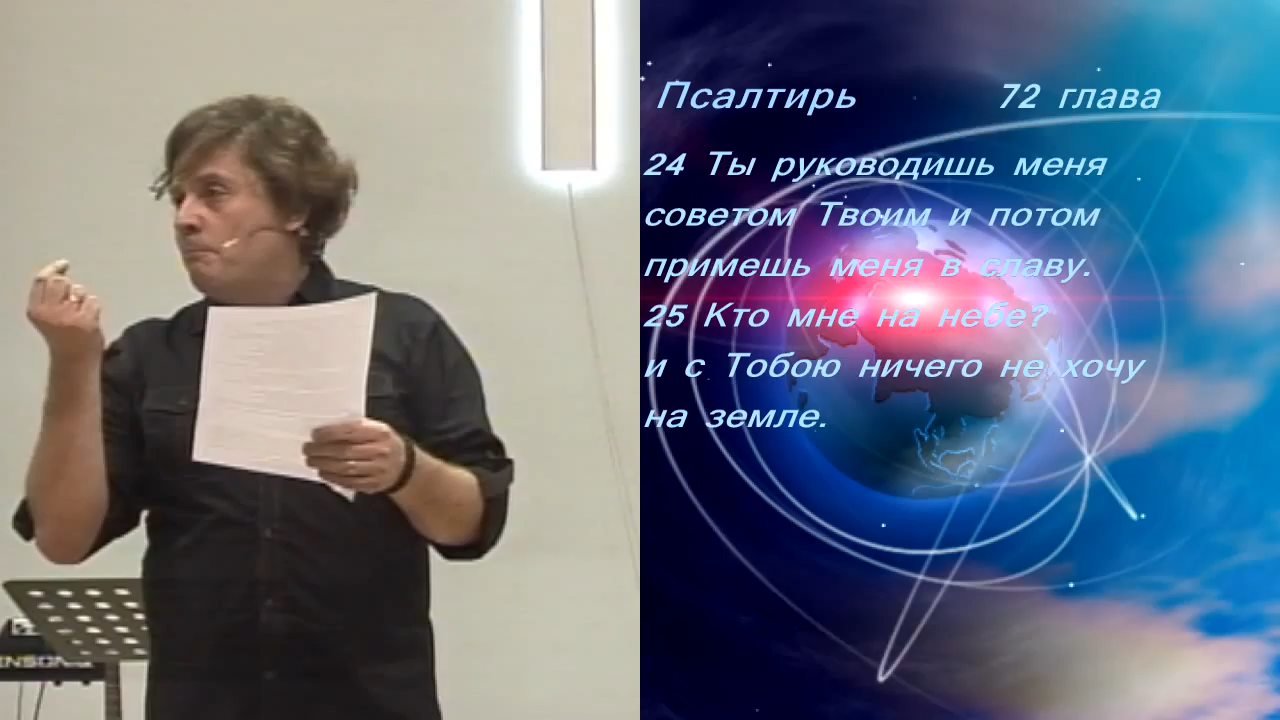 Псалтирь 72 глава
24 Ты руководишь меня
советом Твоим и потом
примешь меня в славу.
25 Кто мне на небе?
и с Тобою ничего не хочу
на земле.